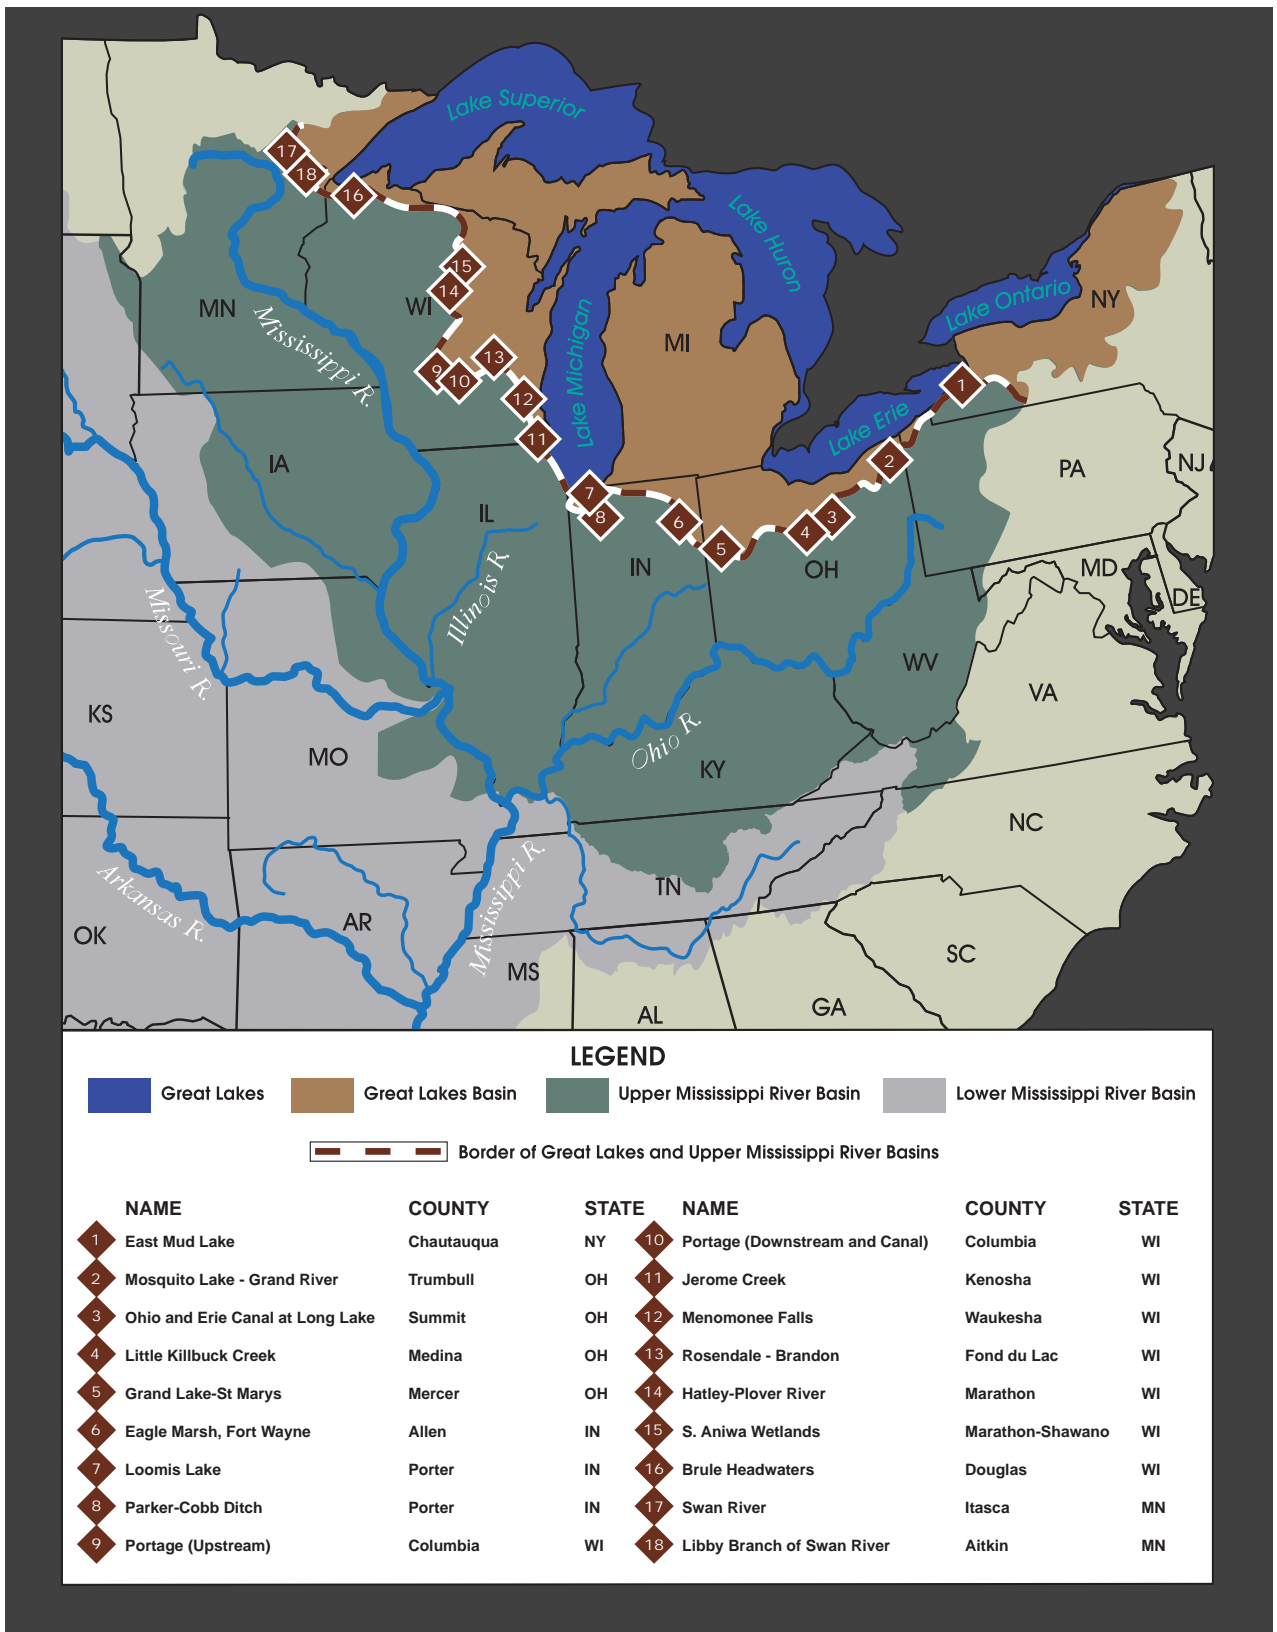 Lake Superior
17
18
16
Lake Huron
15
14
MN
WI
Lake Ontario
NY
Mississippi R.
Lake Michigan
MI
13
9
10
12
1
Lake Erie
11
IA
2
PA
NJ
7
IL
8
6
3
4
5
IN
OH
MD
DE
Missouri R.
Illinois R.
WV
VA
KS
MO
Ohio R.
KY
NC
Arkansas R.
Mississippi R.
TN
AR
OK
MS
SC
AL
GA
LEGEND
Great Lakes
Great Lakes Basin
Upper Mississippi River Basin
Lower Mississippi River Basin
Border of Great Lakes and Upper Mississippi River Basins
NAME COUNTY STATE NAME COUNTY STATE
1 East Mud Lake Chautauqua NY 10 Portage (Downstream and Canal) Columbia WI
2 Mosquito Lake - Grand River Trumbull OH 11 Jerome Creek Kenosha WI
3 Ohio and Erie Canal at Long Lake Summit OH 12 Menomonee Falls Waukesha WI
4 Little Killbuck Creek Medina OH 13 Rosendale - Brandon Fond du Lac WI
5 Grand Lake-St Marys Mercer OH 14 Hatley-Plover River Marathon WI
6 Eagle Marsh, Fort Wayne Allen IN 15 S. Aniwa Wetlands Marathon-Shawano WI
7 Loomis Lake Porter IN 16 Brule Headwaters Douglas WI
8 Parker-Cobb Ditch Porter IN 17 Swan River Itasca MN
9 Portage (Upstream) Columbia WI 18 Libby Branch of Swan River Aitkin MN